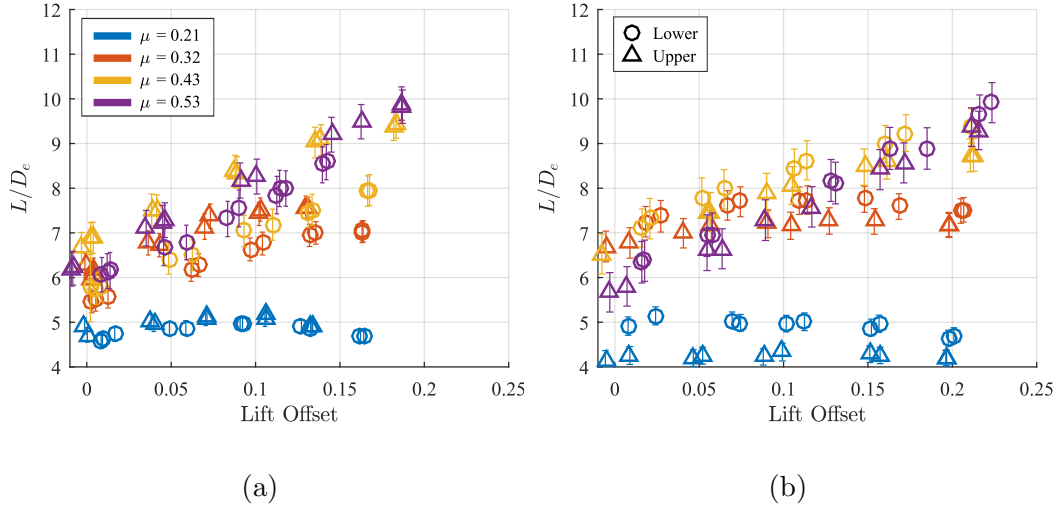 12
11
10
9
8
7
6
5
4
L/D_e
μ = 0.21
μ = 0.32
μ = 0.43
μ = 0.53
0 0.05 0.1 0.15 0.2 0.25
Lift Offset
(a)
12
11
10
9
8
7
6
5
4
L/D_e
Lower
Upper
0 0.05 0.1 0.15 0.2 0.25
Lift Offset
(b)